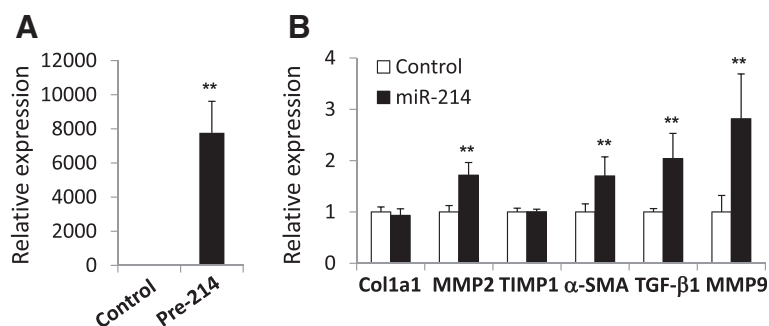 A
Relative expression
12000
10000
8000
6000
4000
2000
0
**
Control
Pre-214
B
Relative expression
4
3
2
1
0
Control
miR-214
**
**
**
**
Col1a1 MMP2 TIMP1 α-SMA TGF-β1 MMP9